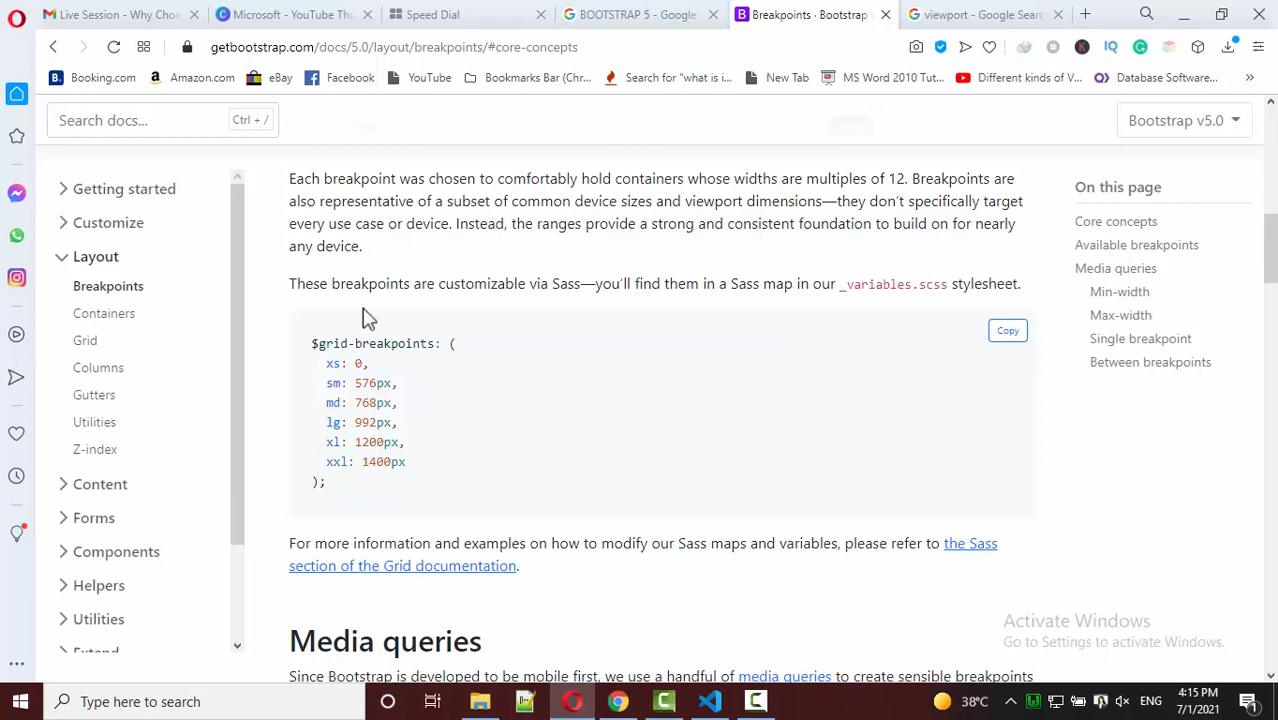 Live Session - Why Choo
Microsoft - YouTube Thu
Speed Dial
BOOTSTRAP 5 - Google
Breakpoints · Bootstrap
viewport - Google Sear
getbootstrap.com/docs/5.0/layout/breakpoints/#core-concepts
Booking.com
Amazon.com
eBay
Facebook
YouTube
Bookmarks Bar (Chr...
Search for "what is i...
New Tab
MS Word 2010 Tut...
Different kinds of V...
Database Software...
Search docs...
Ctrl + /
Bootstrap v5.0
Getting started
Customize
Layout
Breakpoints
Containers
Grid
Columns
Gutters
Utilities
Z-index
Content
Forms
Components
Helpers
Utilities
Extend
Each breakpoint was chosen to comfortably hold containers whose widths are multiples of 12. Breakpoints are
also representative of a subset of common device sizes and viewport dimensions—they don’t specifically target
every use case or device. Instead, the ranges provide a strong and consistent foundation to build on for nearly
any device.
These breakpoints are customizable via Sass—you’ll find them in a Sass map in our _variables.scss stylesheet.
Copy
$grid-breakpoints: (
xs: 0,
sm: 576px,
md: 768px,
lg: 992px,
xl: 1200px,
xxl: 1400px
);
For more information and examples on how to modify our Sass maps and variables, please refer to the Sass
section of the Grid documentation.
Media queries
Since Bootstrap is developed to be mobile first, we use a handful of media queries to create sensible breakpoints
On this page
Core concepts
Available breakpoints
Media queries
Min-width
Max-width
Single breakpoint
Between breakpoints
Activate Windows
Go to Settings to activate Windows.
Type here to search
38°C
ENG
4:15 PM
7/1/2021